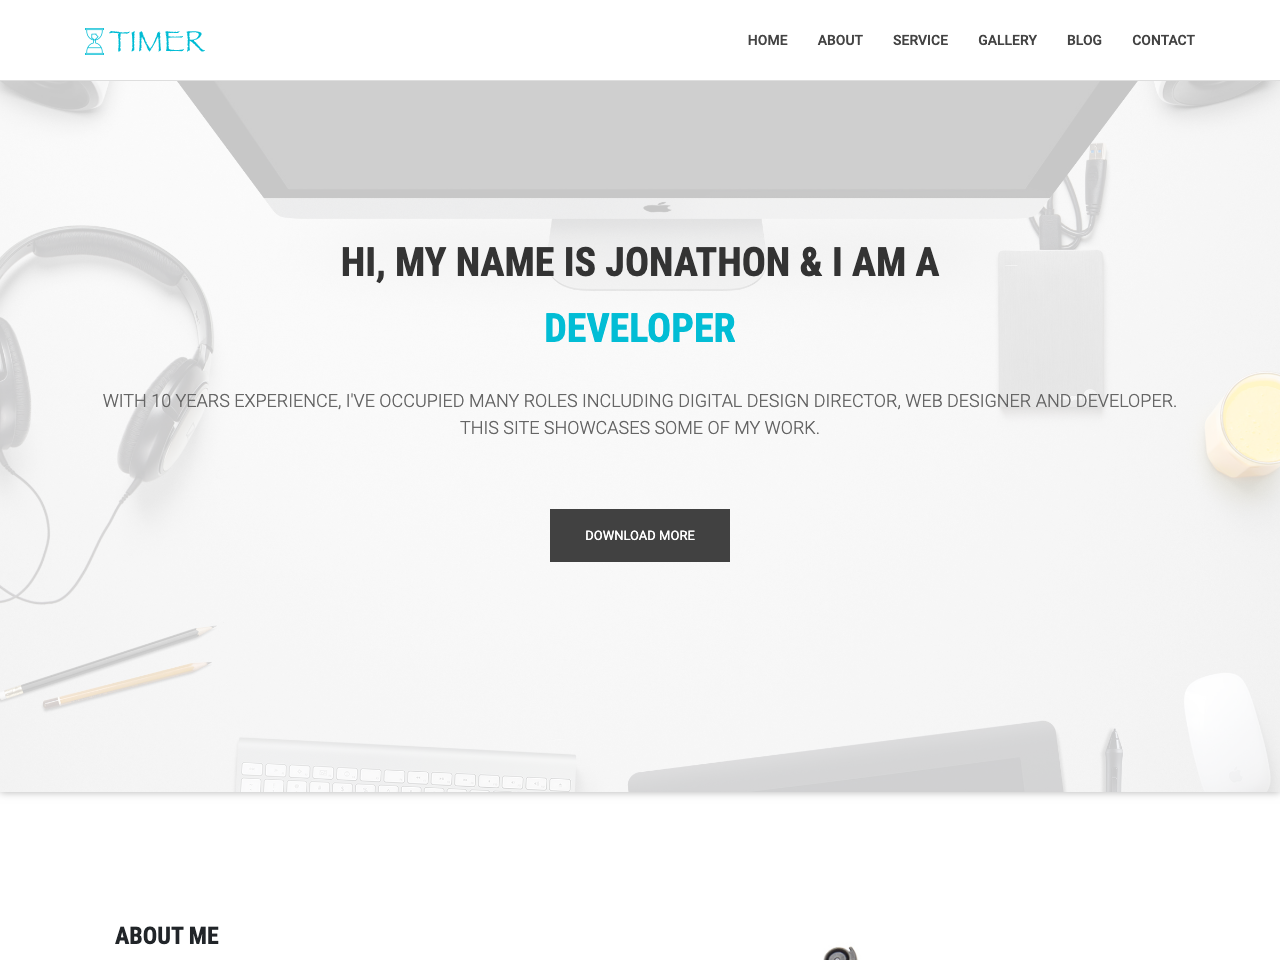 TIMER
HOME ABOUT SERVICE GALLERY BLOG CONTACT
HI, MY NAME IS JONATHON & I AM A
DEVELOPER
WITH 10 YEARS EXPERIENCE, I'VE OCCUPIED MANY ROLES INCLUDING DIGITAL DESIGN DIRECTOR, WEB DESIGNER AND DEVELOPER.
THIS SITE SHOWCASES SOME OF MY WORK.
DOWNLOAD MORE
ABOUT ME